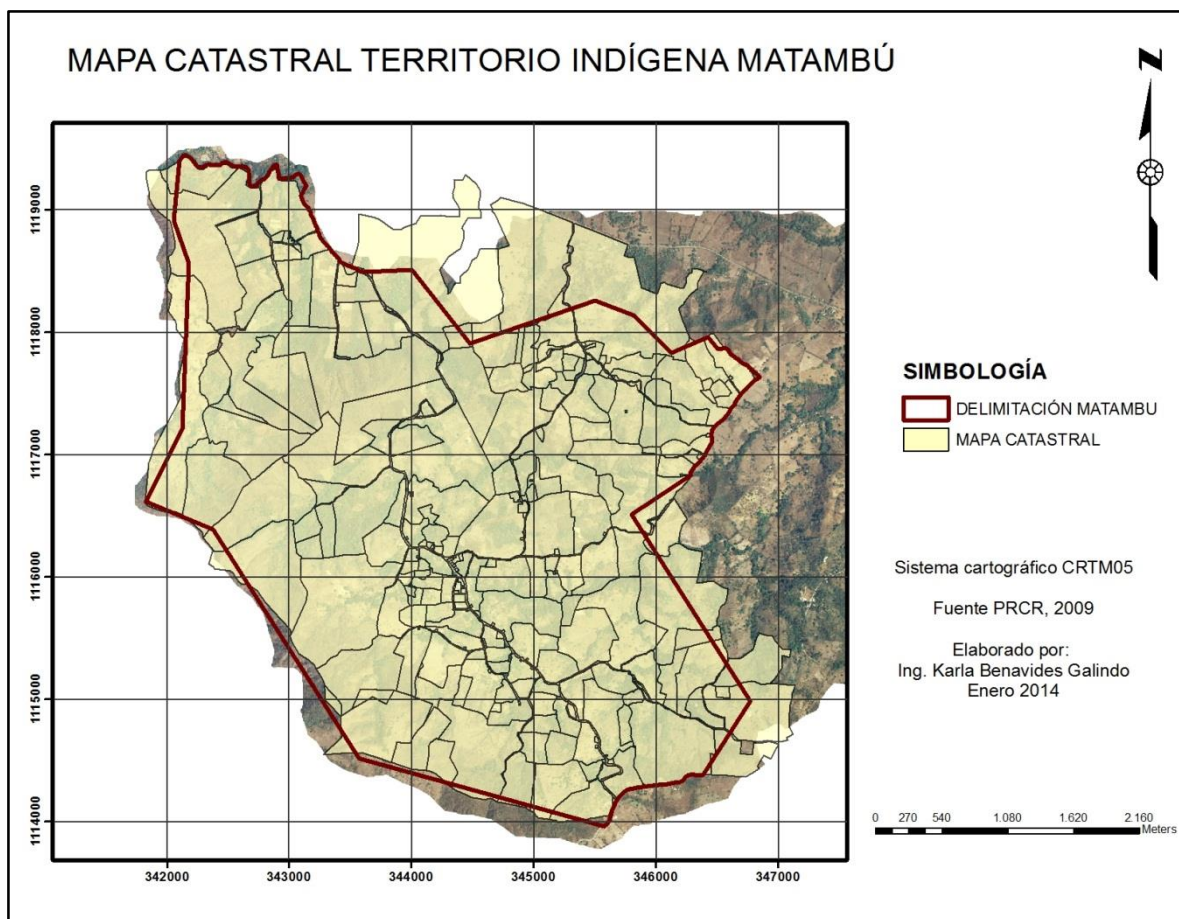 MAPA CATASTRAL TERRITORIO INDÍGENA MATAMBÚ
N
1119000
1118000
1117000
1116000
1115000
1114000
342000 343000 344000 345000 346000 347000
SIMBOLOGÍA
DELIMITACIÓN MATAMBU
MAPA CATASTRAL
Sistema cartográfico CRTM05
Fuente PRCR, 2009
Elaborado por:
Ing. Karla Benavides Galindo
Enero 2014
0 270 540 1.080 1.620 2.160
Meters